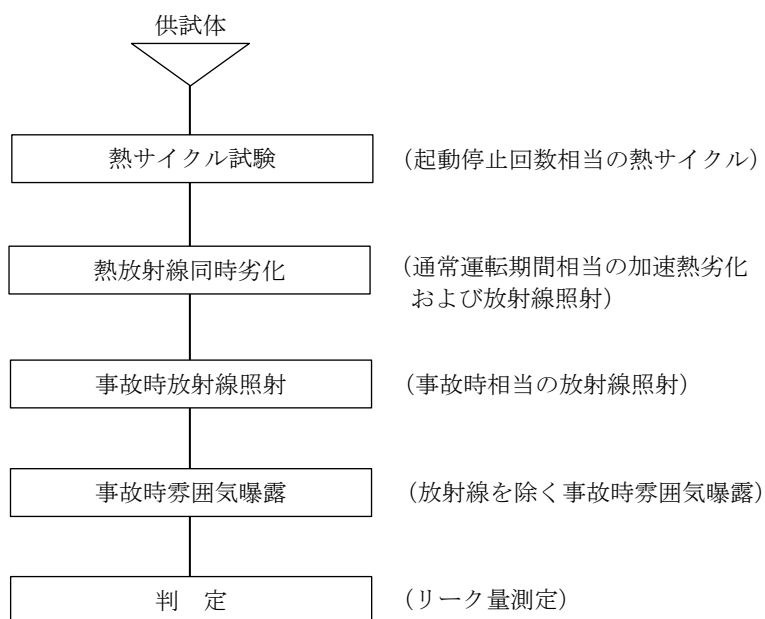 供試体
熱サイクル試験 (起動停止回数相当の熱サイクル)
熱放射線同時劣化 (通常運転期間相当の加速熱劣化
および放射線照射)
事故時放射線照射 (事故時相当の放射線照射)
事故時雰囲気曝露 (放射線を除く事故時雰囲気曝露)
判　定 (リーク量測定)